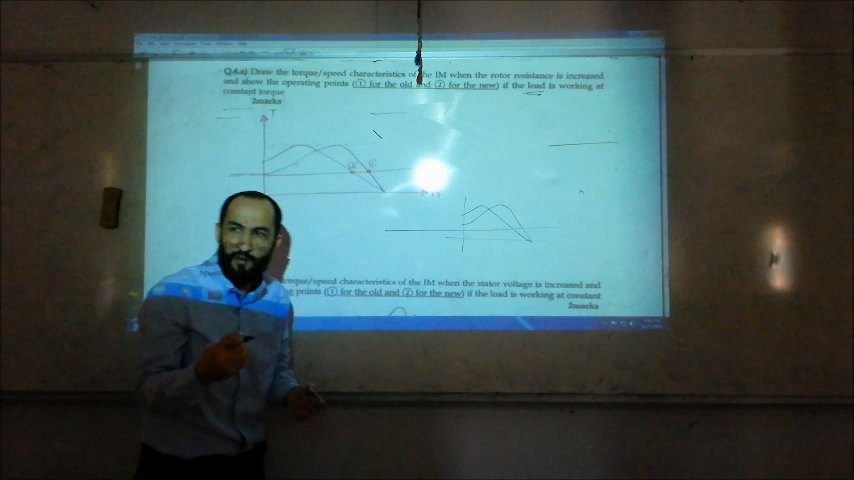 Q.4.a) Draw the torque/speed characteristics of the IM when the rotor resistance is increased
and show the operating points (① for the old and ② for the new) if the load is working at
constant torque
2marks
T
② ①
torque/speed characteristics of the IM when the stator voltage is increased and
points (① for the old and ② for the new) if the load is working at constant
2marks